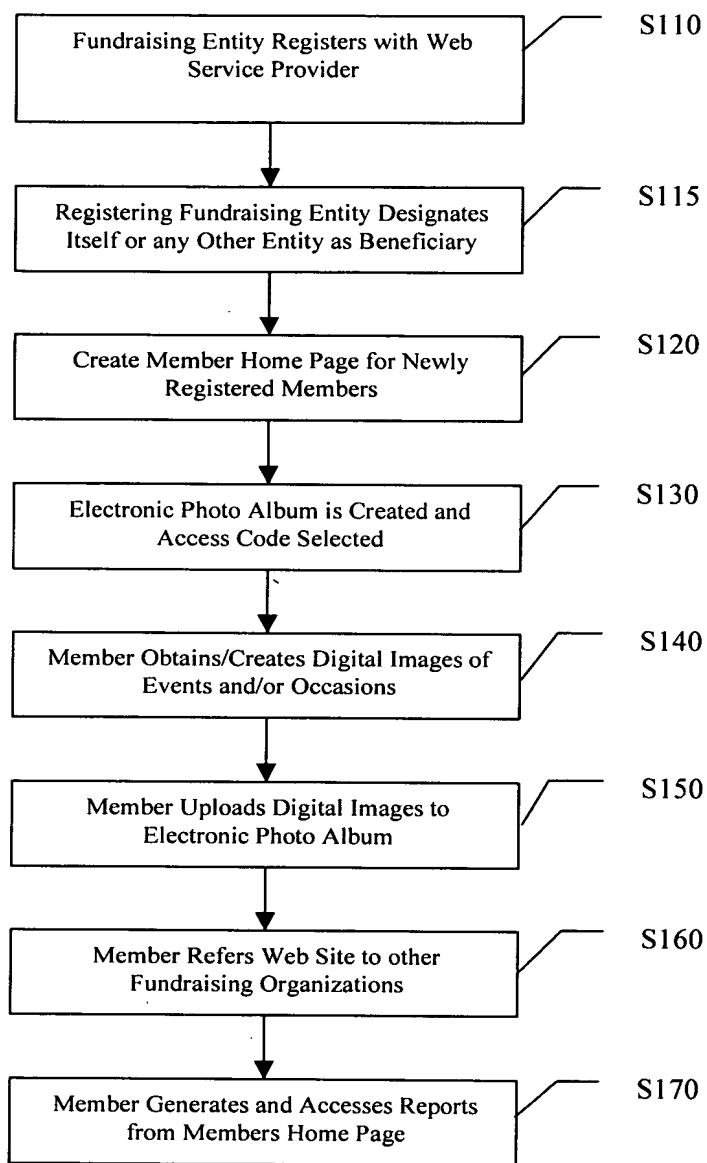 Fundraising Entity Registers with Web
Service Provider
S110
Registering Fundraising Entity Designates
Itself or any Other Entity as Beneficiary
S115
Create Member Home Page for Newly
Registered Members
S120
Electronic Photo Album is Created and
Access Code Selected
S130
Member Obtains/Creates Digital Images of
Events and/or Occasions
S140
Member Uploads Digital Images to
Electronic Photo Album
S150
Member Refers Web Site to other
Fundraising Organizations
S160
Member Generates and Accesses Reports
from Members Home Page
S170